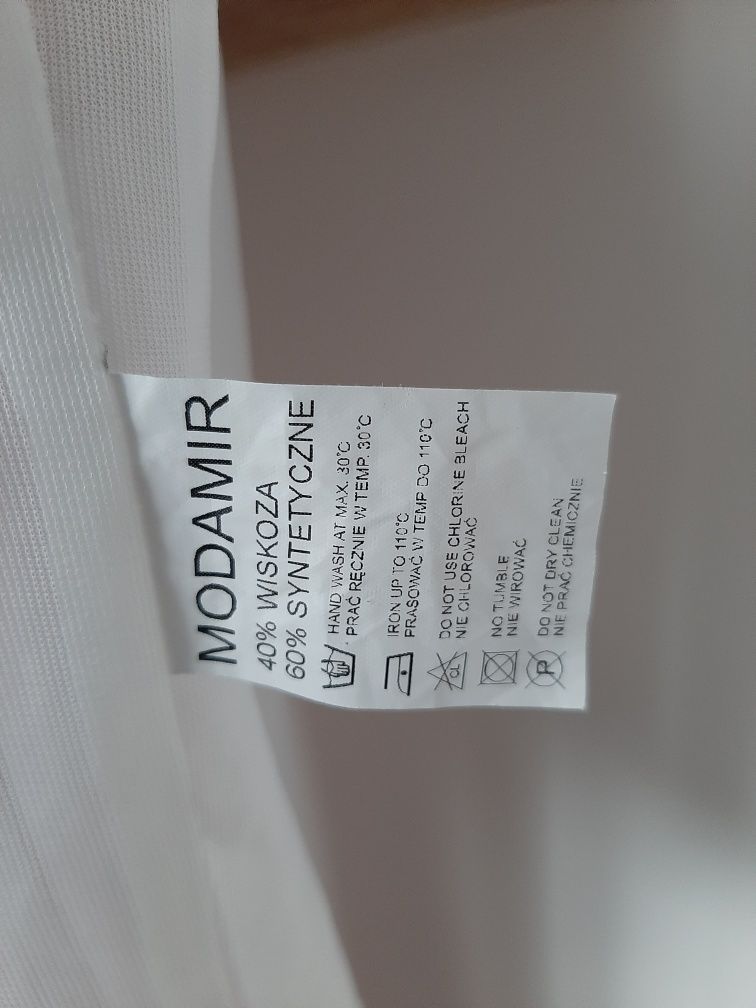 MODAMIR
40% WISKOZA
60% SYNTETYCZNE
HAND WASH AT MAX. 30°C
PRAĆ RĘCZNIE W TEMP. 30°C
IRON UP TO 110°C
PRASOWAĆ W TEMP DO 110°C
DO NOT USE CHLORINE BLEACH
NIE CHLOROWAĆ
CL
NO TUMBLE
NIE WIROWAĆ
DO NOT DRY CLEAN
NIE PRAĆ CHEMICZNIE
P